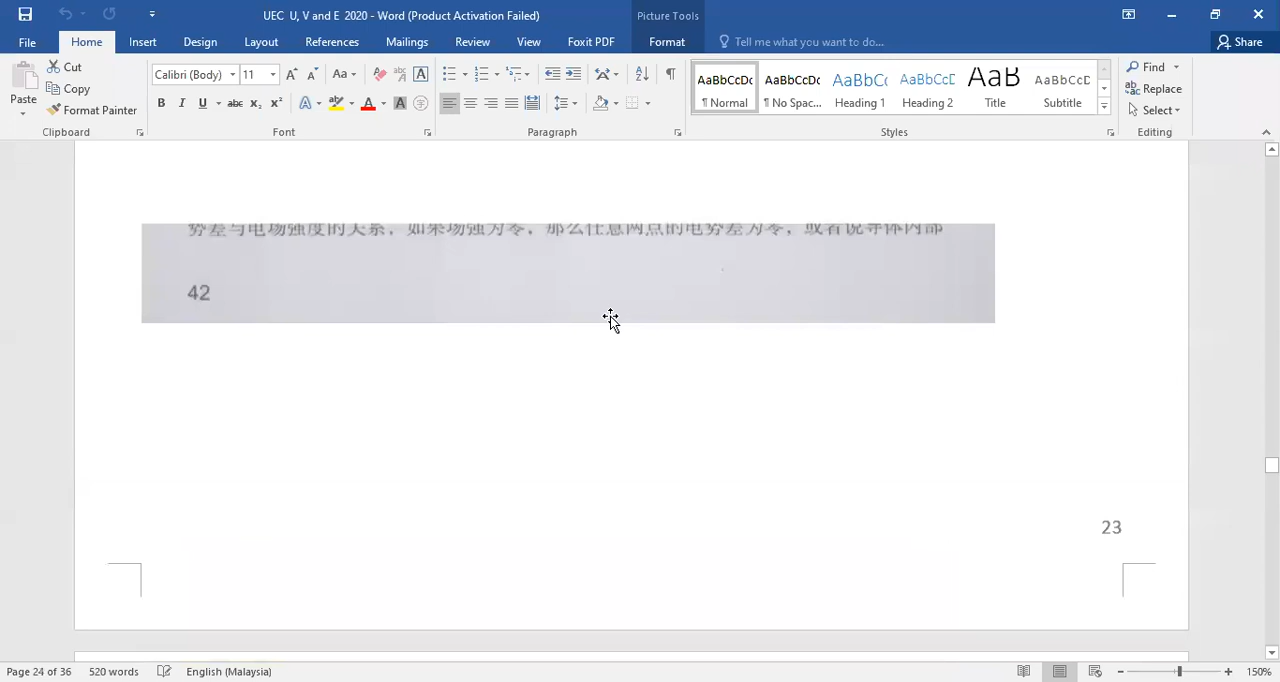 UEC U, V and E 2020 - Word (Product Activation Failed)
Picture Tools
File Home Insert Design Layout References Mailings Review View Foxit PDF Format Tell me what you want to do... Share
Paste
Cut
Copy
Format Painter
Clipboard
Calibri (Body) 11
Font
Paragraph
AaBbCcDc AaBbCcDc AaBbCc AaBbCcD AaB AaBbCcD
¶ Normal ¶ No Spac... Heading 1 Heading 2 Title Subtitle
Styles
Find
Replace
Select
Editing
势差与电场强度的关系，如果场强为零，那么任意两点的电势差为零，或者说导体内部
42
23
Page 24 of 36 520 words English (Malaysia) 150%